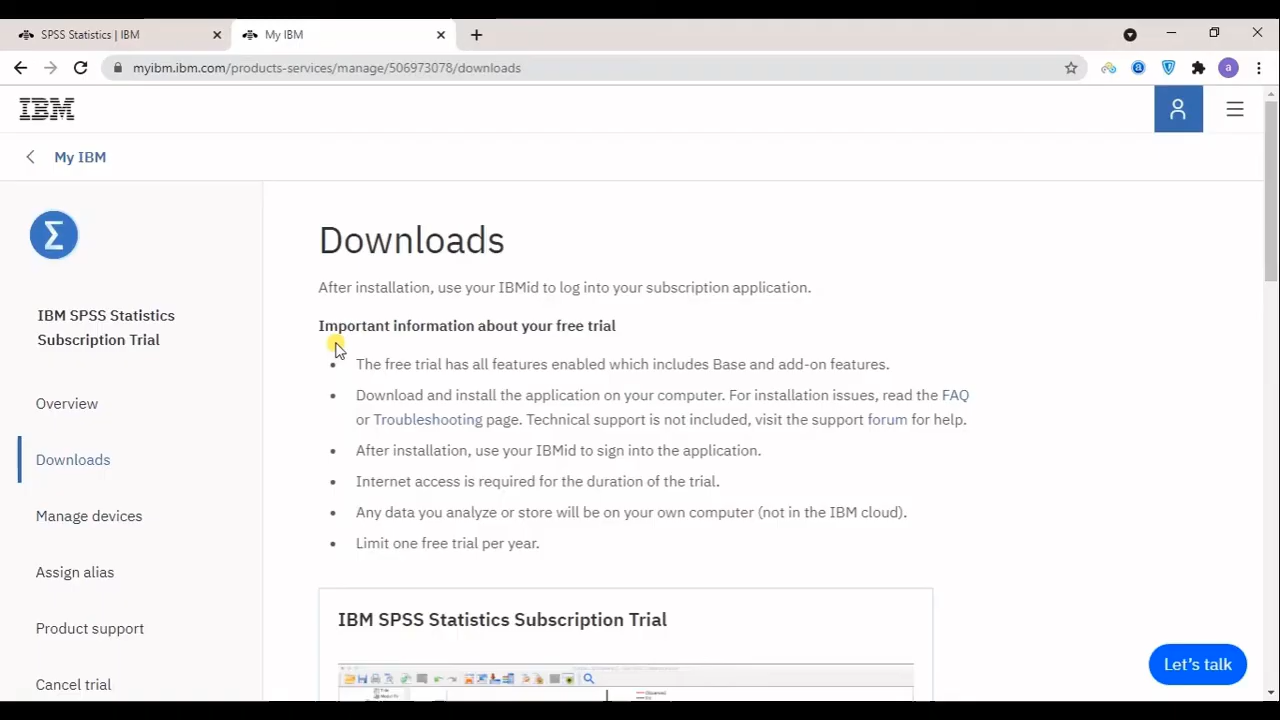 SPSS Statistics | IBM
My IBM
myibm.ibm.com/products-services/manage/506973078/downloads
a
a
IBM
My IBM
Σ
IBM SPSS Statistics
Subscription Trial
Overview
Downloads
Manage devices
Assign alias
Product support
Cancel trial
Downloads
After installation, use your IBMid to log into your subscription application.
Important information about your free trial
• The free trial has all features enabled which includes Base and add-on features.
• Download and install the application on your computer. For installation issues, read the FAQ
or Troubleshooting page. Technical support is not included, visit the support forum for help.
• After installation, use your IBMid to sign into the application.
• Internet access is required for the duration of the trial.
• Any data you analyze or store will be on your own computer (not in the IBM cloud).
• Limit one free trial per year.
IBM SPSS Statistics Subscription Trial
Let's talk